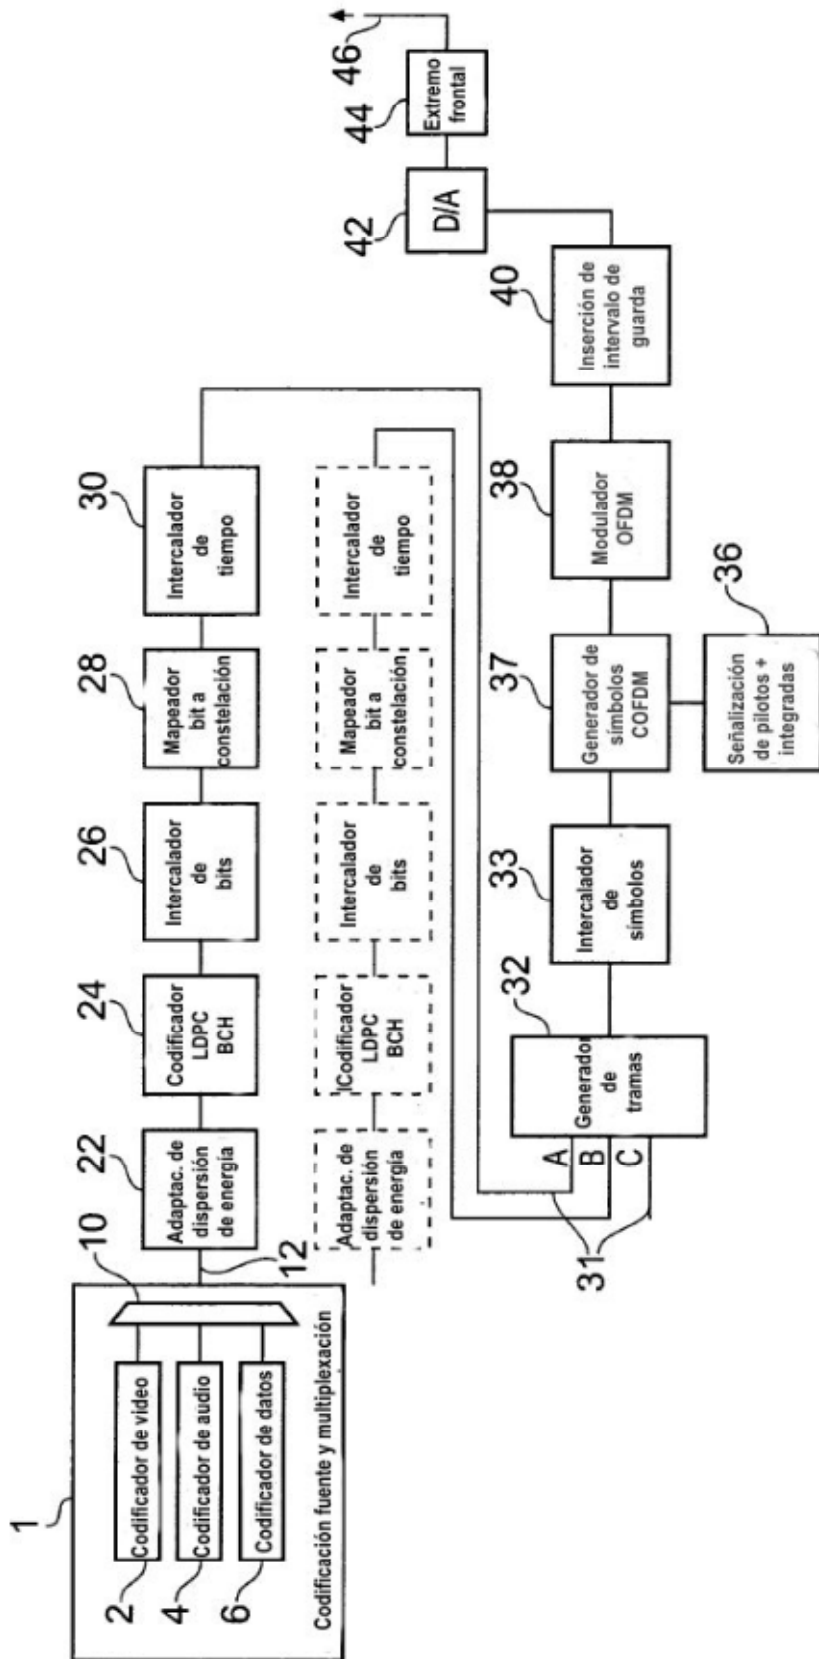 1
2
Codificador de video
4
Codificador de audio
6
Codificador de datos
Codificación fuente y multiplexación
10
12
22
Adaptac. de
dispersión
de energía
24
Codificador
LDPC
BCH
26
Intercalador
de
bits
28
Mapeador
bit a
constelación
30
Intercalador
de
tiempo
Adaptac. de
dispersión
de energía
ICodificador
LDPC
BCH
Intercalador
de
bits
Mapeador
bit a
constelación
Intercalador
de
tiempo
31
A
B
C
32
Generador
de
tramas
33
Intercalador
de
símbolos
37
Generador de
símbolos
COFDM
36
Señalización
de pilotos +
integradas
38
Modulador
OFDM
40
Inserción de
intervalo de
guarda
42
D/A
44
Extremo
frontal
46